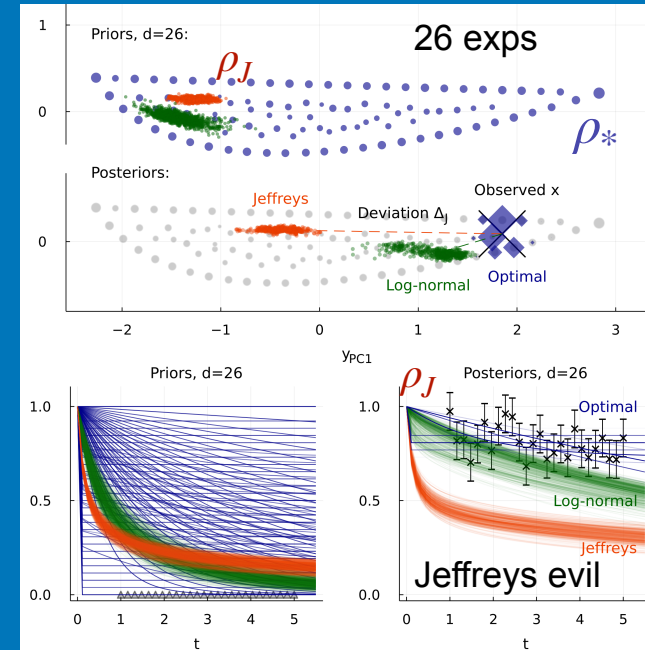 26 exps
Priors, d=26:
ρJ
1
0
ρ*
Posteriors:
Observed x
Jeffreys
Deviation ΔJ
0
Log-normal
Optimal
−2 −1 0 1 2 3
yPC1
Priors, d=26
ρJ
Posteriors, d=26
1.0
0.5
0.0
0 1 2 3 4 5
t
1.0
0.5
0.0
Optimal
Log-normal
Jeffreys
Jeffreys evil
0 1 2 3 4 5
t